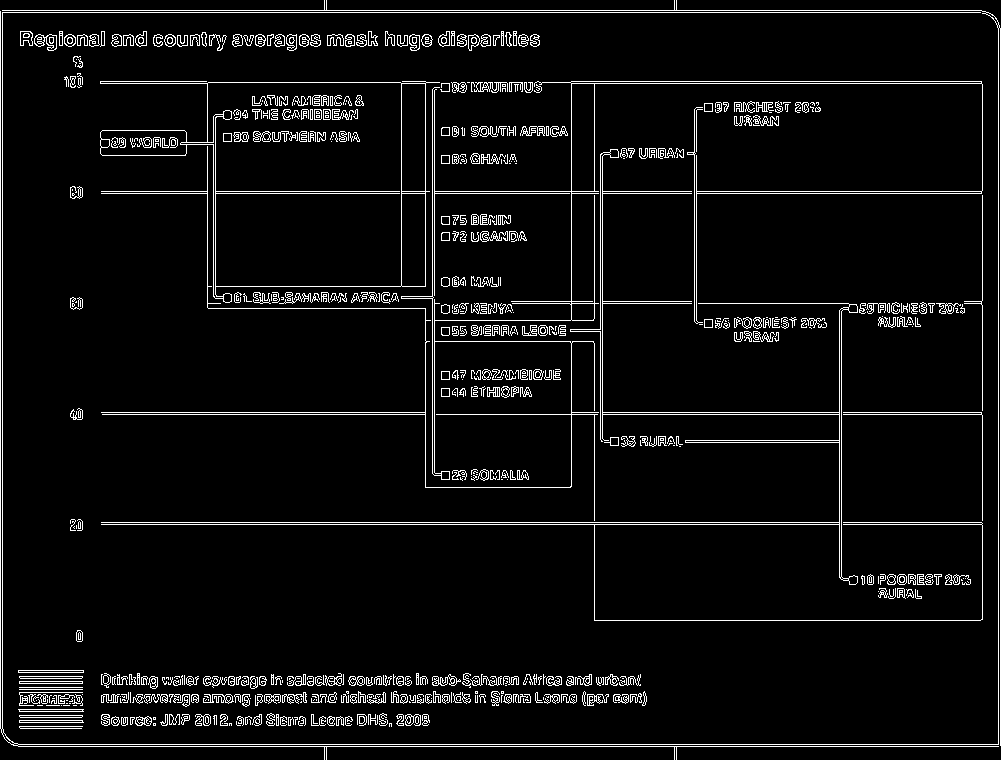 Regional and country averages mask huge disparities
%
100
LATIN AMERICA &
94 THE CARIBBEAN
90 SOUTHERN ASIA
89 WORLD
61 SUB-SAHARAN AFRICA
99 MAURITIUS
91 SOUTH AFRICA
86 GHANA
75 BENIN
72 UGANDA
64 MALI
59 KENYA
55 SIERRA LEONE
47 MOZAMBIQUE
44 ETHIOPIA
29 SOMALIA
87 URBAN
35 RURAL
97 RICHEST 20%
URBAN
56 POOREST 20%
URBAN
59 RICHEST 20%
RURAL
10 POOREST 20%
RURAL
80
60
40
20
0
Drinking water coverage in selected countries in sub-Saharan Africa and urban/
rural coverage among poorest and richest households in Sierra Leone (per cent)
Source: JMP 2012. and Sierra Leone DHS, 2008